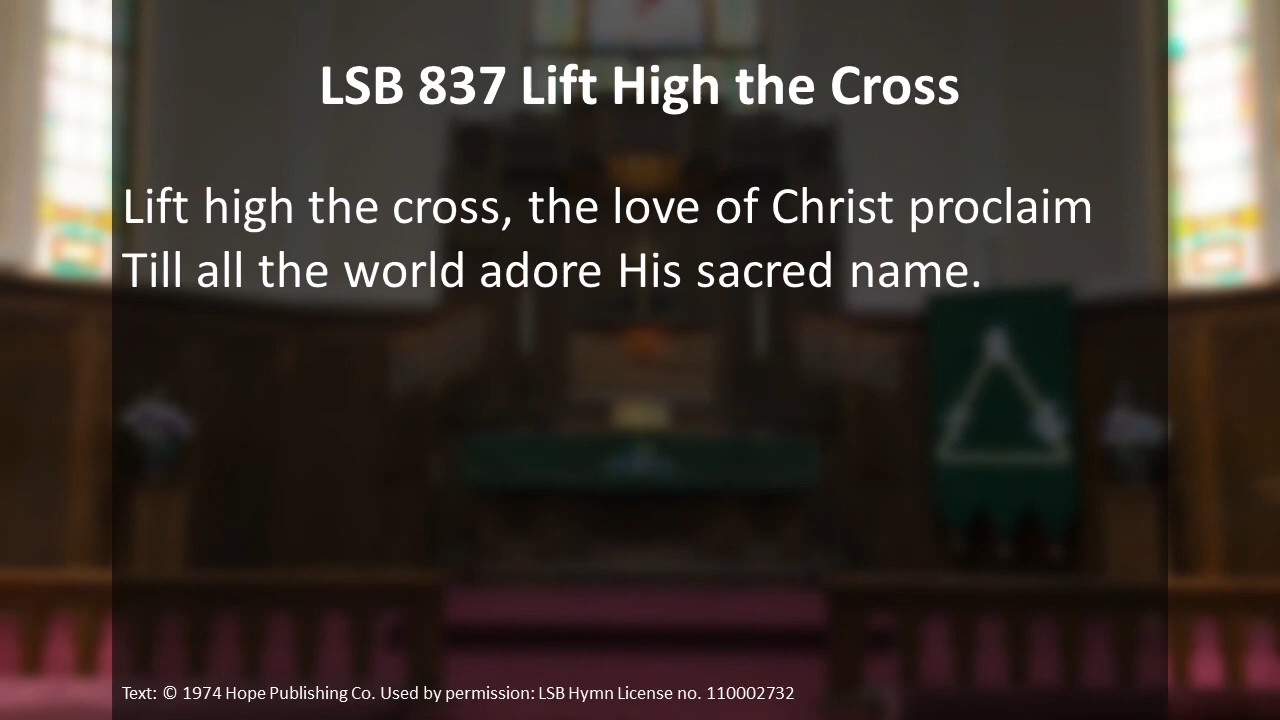 LSB 837 Lift High the Cross
Lift high the cross, the love of Christ proclaim
Till all the world adore His sacred name.
Text: © 1974 Hope Publishing Co. Used by permission: LSB Hymn License no. 110002732